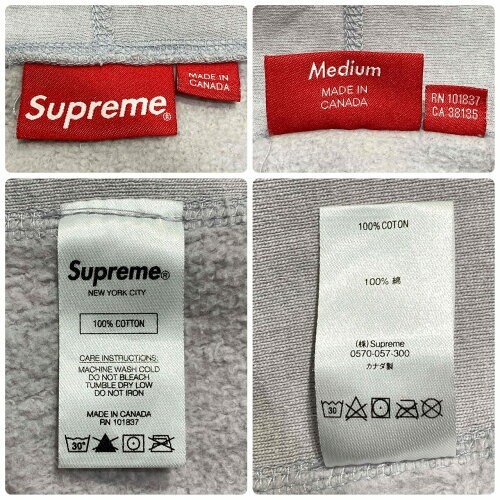 Supreme®
MADE IN
CANADA
Medium
MADE IN
CANADA
RN 101837
CA 38135
Supreme®
NEW YORK CITY
100% COTTON
CARE INSTRUCTIONS:
MACHINE WASH COLD
DO NOT BLEACH
TUMBLE DRY LOW
DO NOT IRON
MADE IN CANADA
RN 101837
30°
100% COTON
100% 綿
(株) Supreme
0570-057-300
カナダ製
30